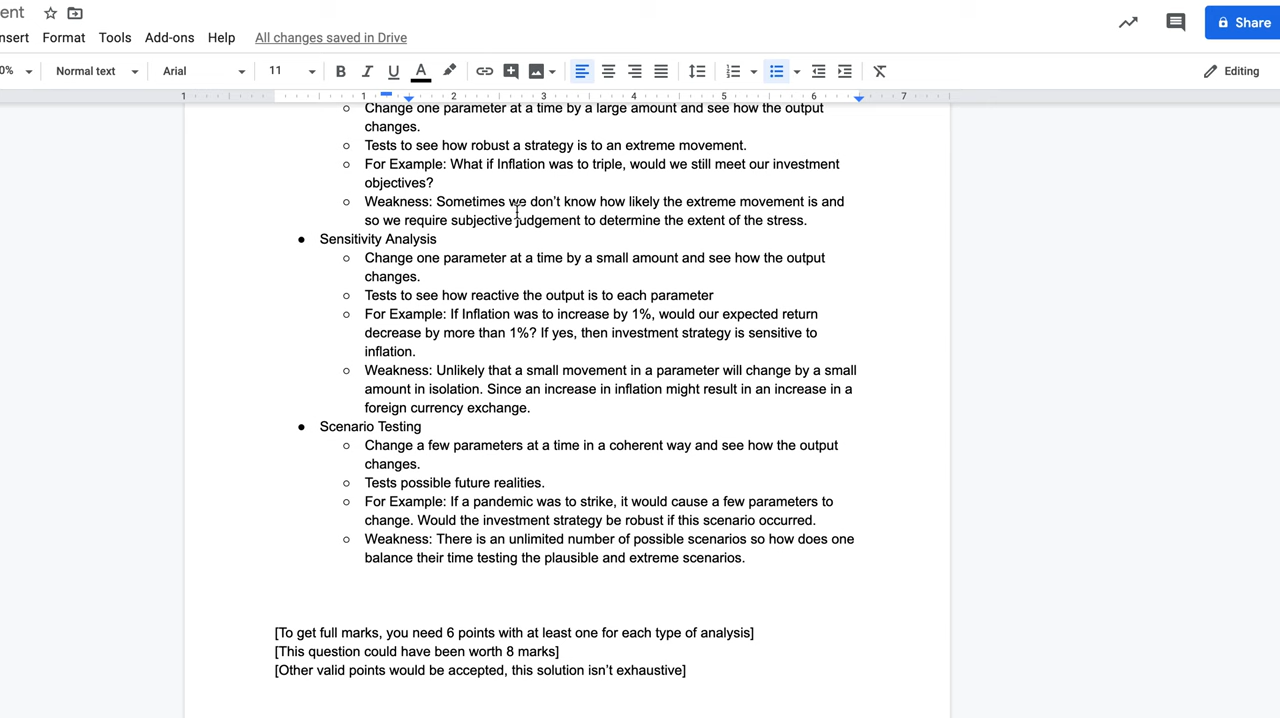 ent
nsert Format Tools Add-ons Help All changes saved in Drive
Share
0% Normal text Arial 11 B I U A Editing
1 1 2 3 4 5 6 7
○ Change one parameter at a time by a large amount and see how the output
changes.
○ Tests to see how robust a strategy is to an extreme movement.
○ For Example: What if Inflation was to triple, would we still meet our investment
objectives?
○ Weakness: Sometimes we don’t know how likely the extreme movement is and
so we require subjective judgement to determine the extent of the stress.
● Sensitivity Analysis
○ Change one parameter at a time by a small amount and see how the output
changes.
○ Tests to see how reactive the output is to each parameter
○ For Example: If Inflation was to increase by 1%, would our expected return
decrease by more than 1%? If yes, then investment strategy is sensitive to
inflation.
○ Weakness: Unlikely that a small movement in a parameter will change by a small
amount in isolation. Since an increase in inflation might result in an increase in a
foreign currency exchange.
● Scenario Testing
○ Change a few parameters at a time in a coherent way and see how the output
changes.
○ Tests possible future realities.
○ For Example: If a pandemic was to strike, it would cause a few parameters to
change. Would the investment strategy be robust if this scenario occurred.
○ Weakness: There is an unlimited number of possible scenarios so how does one
balance their time testing the plausible and extreme scenarios.
[To get full marks, you need 6 points with at least one for each type of analysis]
[This question could have been worth 8 marks]
[Other valid points would be accepted, this solution isn’t exhaustive]